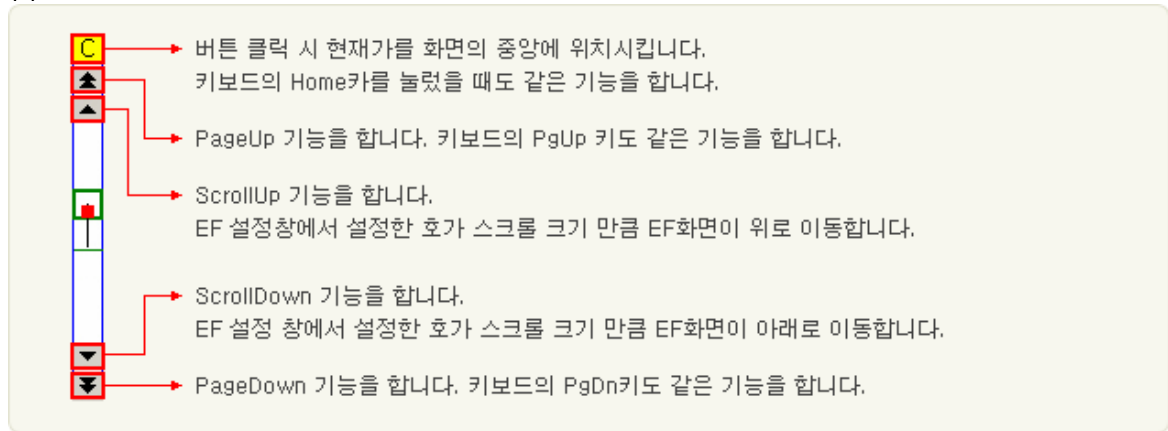 C
버튼 클릭 시 현재가를 화면의 중앙에 위치시킵니다.
키보드의 Home카를 눌렀을 때도 같은 기능을 합니다.
PageUp 기능을 합니다. 키보드의 PgUp 키도 같은 기능을 합니다.
ScrollUp 기능을 합니다.
EF 설정창에서 설정한 호가 스크롤 크기 만큼 EF화면이 위로 이동합니다.
ScrollDown 기능을 합니다.
EF 설정 창에서 설정한 호가 스크롤 크기 만큼 EF화면이 아래로 이동합니다.
PageDown 기능을 합니다. 키보드의 PgDn키도 같은 기능을 합니다.